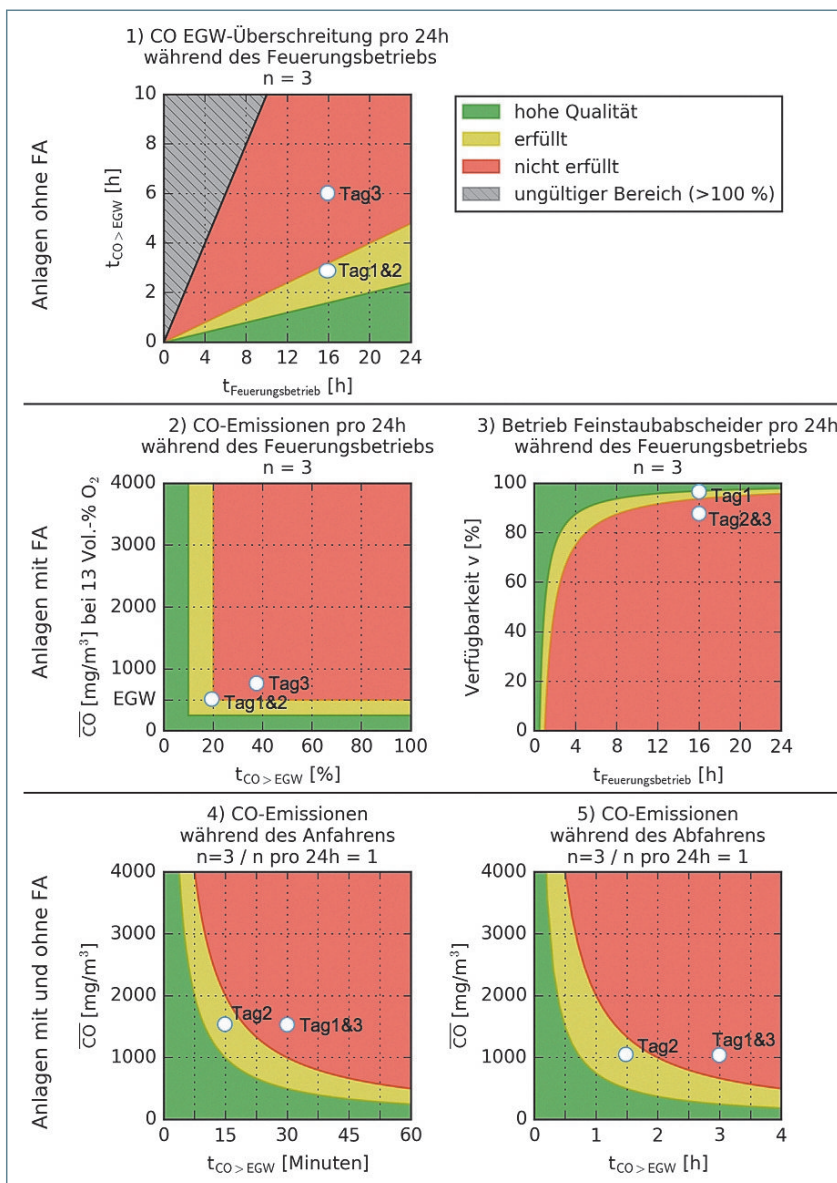 1) CO EGW-Überschreitung pro 24h
während des Feuerungsbetriebs
n = 3
Anlagen ohne FA
t_CO>EGW [h]
10
8
6
4
2
0
Tag3
Tag1&2
0 4 8 12 16 20 24
t_Feuerungsbetrieb [h]
hohe Qualität
erfüllt
nicht erfüllt
ungültiger Bereich (>100 %)
Anlagen mit FA
2) CO-Emissionen pro 24h
während des Feuerungsbetriebs
n = 3
CO [mg/m³] bei 13 Vol.-% O₂
4000
3000
2000
1000
EGW
0
Tag3
Tag1&2
0 20 40 60 80 100
t_CO>EGW [%]
3) Betrieb Feinstaubabscheider pro 24h
während des Feuerungsbetriebs
n = 3
Verfügbarkeit v [%]
100
80
60
40
20
0
Tag1
Tag2&3
0 4 8 12 16 20 24
t_Feuerungsbetrieb [h]
Anlagen mit und ohne FA
4) CO-Emissionen
während des Anfahrens
n=3 / n pro 24h = 1
CO [mg/m³]
4000
3000
2000
1000
0
Tag2
Tag1&3
0 15 30 45 60
t_CO>EGW [Minuten]
5) CO-Emissionen
während des Abfahrens
n=3 / n pro 24h = 1
CO [mg/m³]
4000
3000
2000
1000
0
Tag2
Tag1&3
0 1 2 3 4
t_CO>EGW [h]